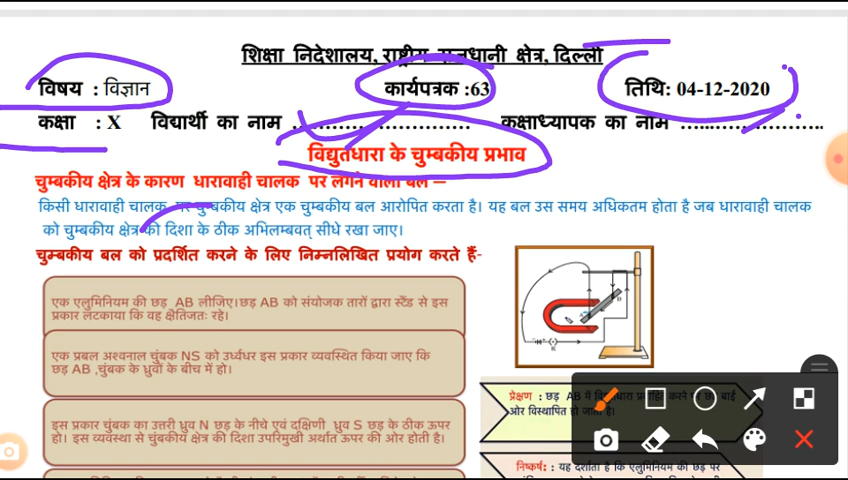 शिक्षा निदेशालय, राष्ट्रीय राजधानी क्षेत्र, दिल्ली
विषय : विज्ञान कार्यपत्रक :63 तिथि: 04-12-2020
कक्षा : X विद्यार्थी का नाम ........................... कक्षाध्यापक का नाम ......................
विद्युतधारा के चुम्बकीय प्रभाव
चुम्बकीय क्षेत्र के कारण धारावाही चालक पर लगने वाला बल –
किसी धारावाही चालक पर चुम्बकीय क्षेत्र एक चुम्बकीय बल आरोपित करता है। यह बल उस समय अधिकतम होता है जब धारावाही चालक
को चुम्बकीय क्षेत्र की दिशा के ठीक अभिलम्बवत् सीधे रखा जाए।
चुम्बकीय बल को प्रदर्शित करने के लिए निम्नलिखित प्रयोग करते हैं-
एक एलुमिनियम की छड़ AB लीजिए।छड़ AB को संयोजक तारों द्वारा स्टैंड से इस
प्रकार लटकाया कि वह क्षैतिजतः रहे।
एक प्रबल अश्वनाल चुंबक NS को उर्ध्वधर इस प्रकार व्यवस्थित किया जाए कि
छड़ AB ,चुंबक के ध्रुवों के बीच में हो।
इस प्रकार चुंबक का उत्तरी ध्रुव N छड़ के नीचे एवं दक्षिणी ध्रुव S छड़ के ठीक ऊपर
हो। इस व्यवस्था से चुंबकीय क्षेत्र की दिशा उपरिमुखी अर्थात ऊपर की ओर होती है।
प्रेक्षण : छड़ AB में विद्युतधारा प्रवाहित करने पर छड़ बाईं
ओर विस्थापित हो जाती है।
निष्कर्ष: : यह दर्शाता है कि एलुमिनियम की छड़ पर